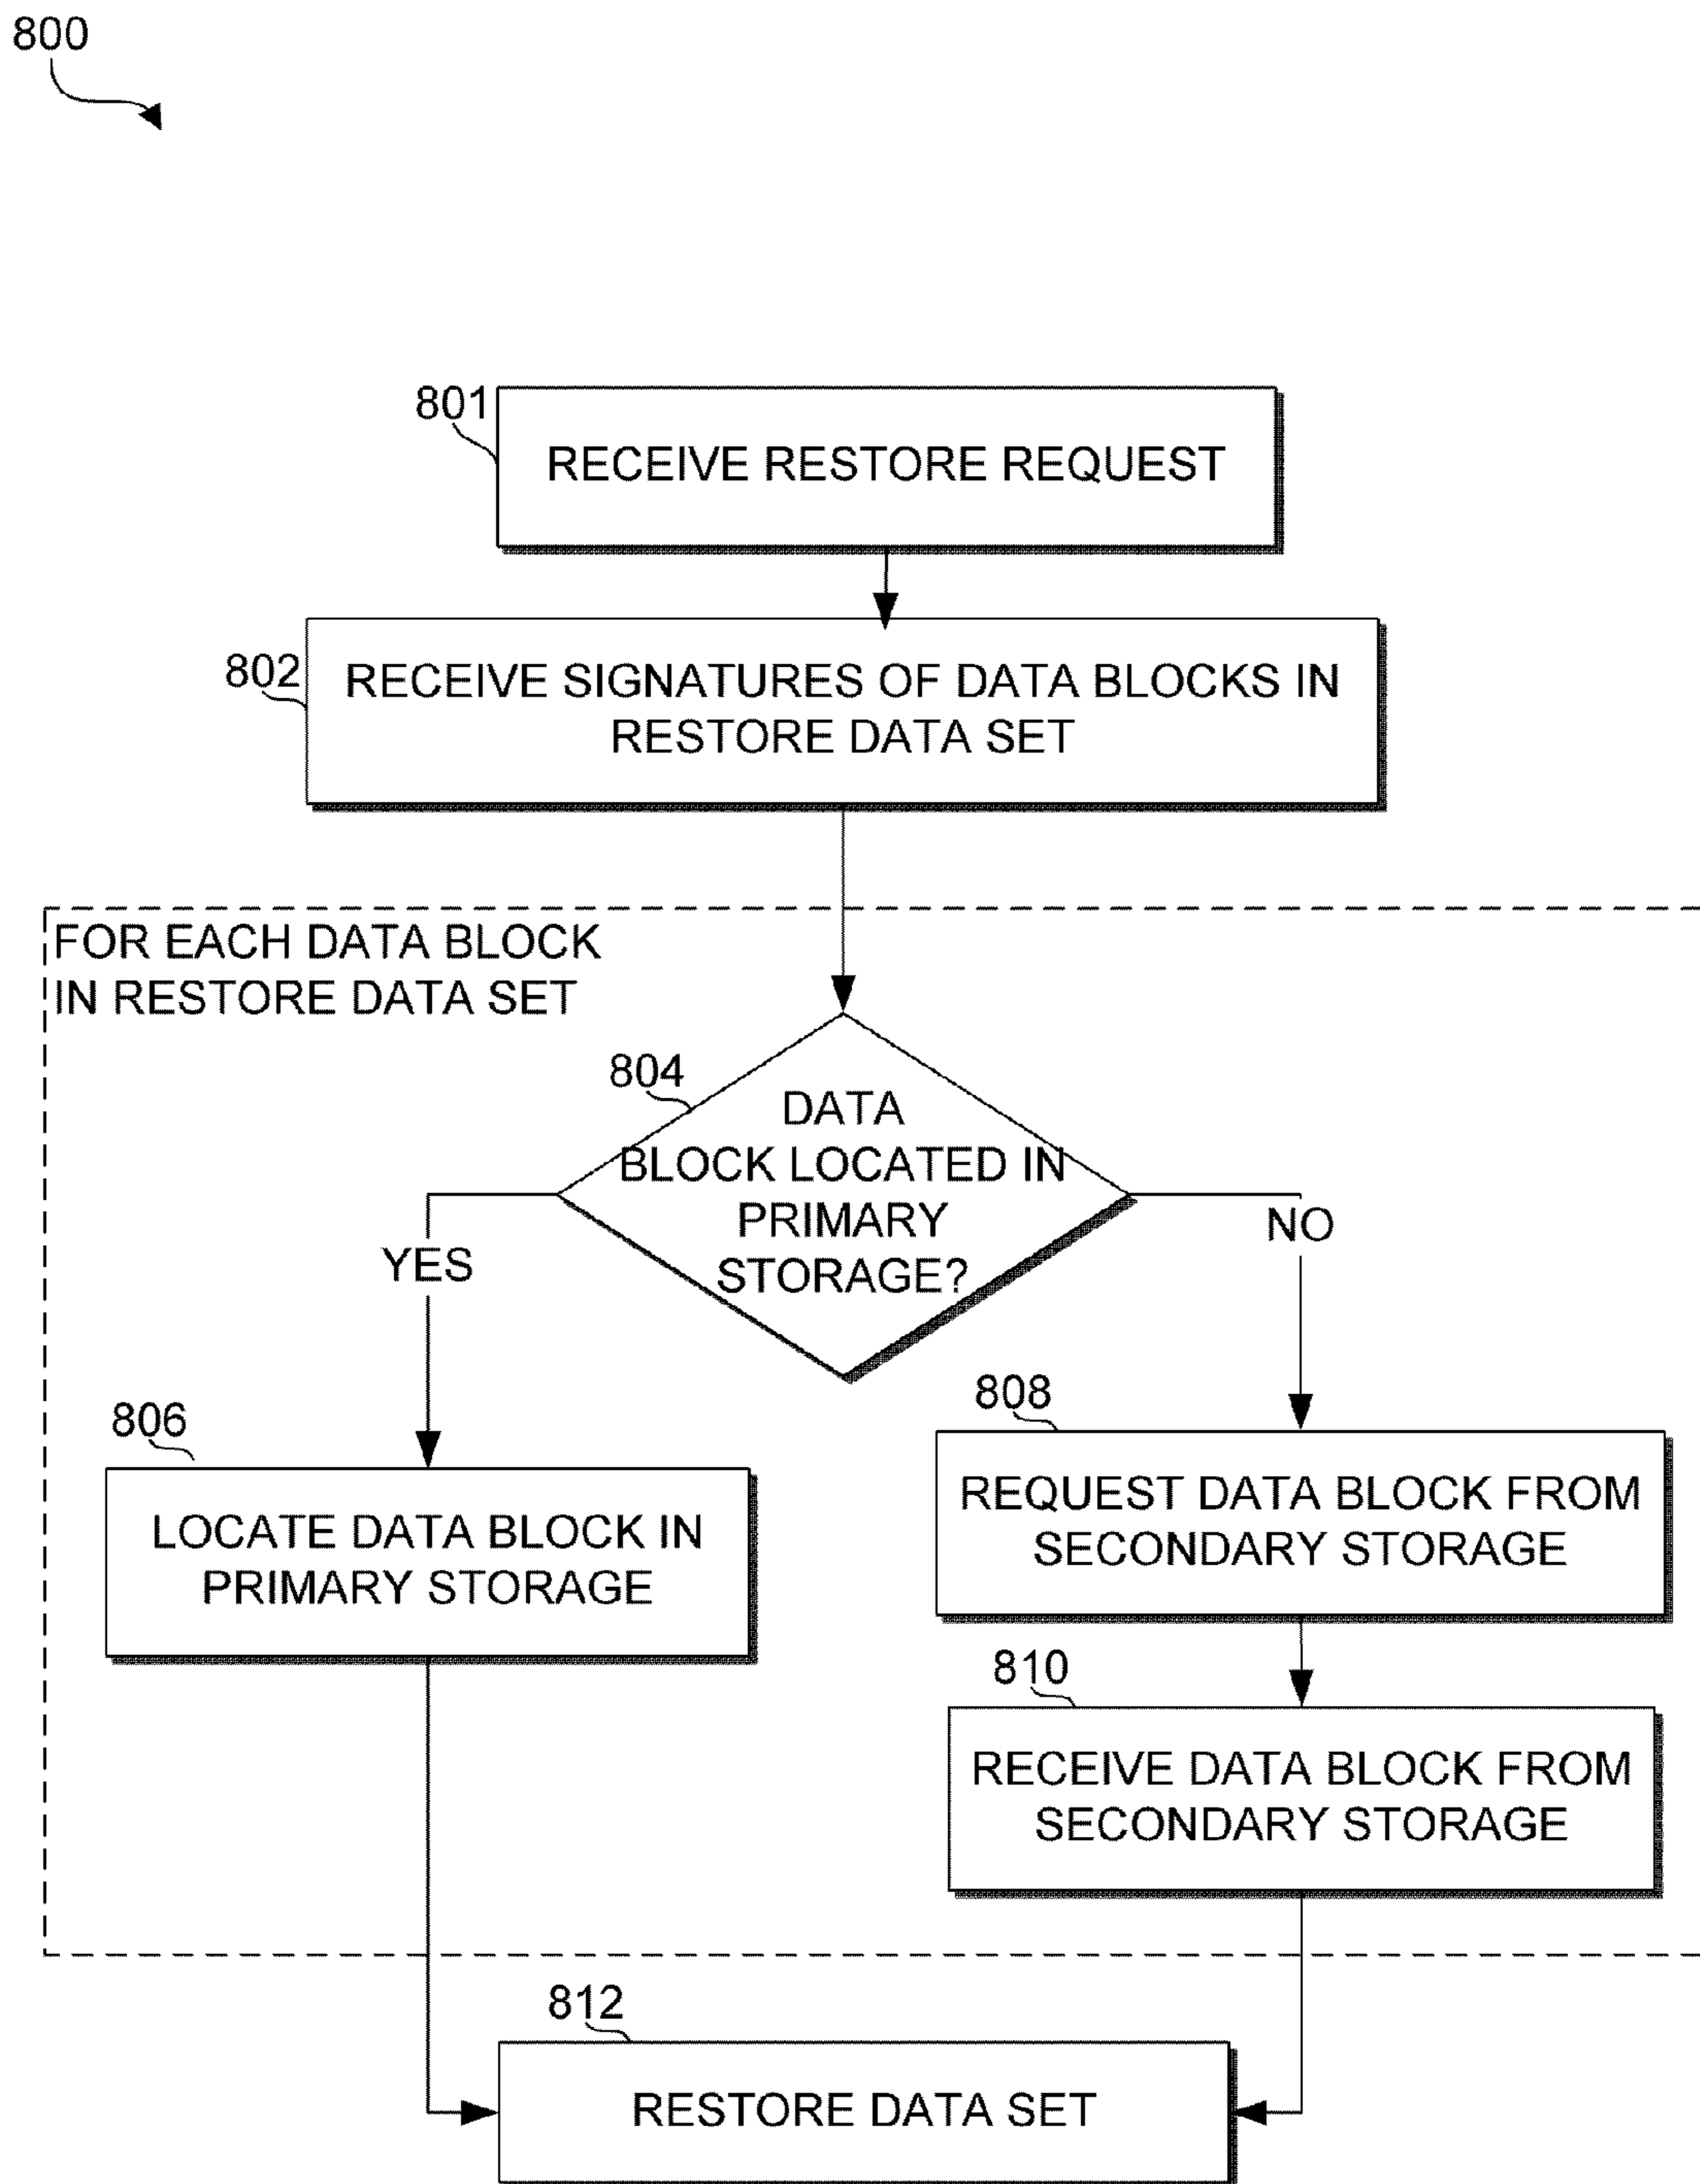 800
801
RECEIVE RESTORE REQUEST
802
RECEIVE SIGNATURES OF DATA BLOCKS IN
RESTORE DATA SET
FOR EACH DATA BLOCK
IN RESTORE DATA SET
804
DATA
BLOCK LOCATED IN
PRIMARY
STORAGE?
YES
NO
806
LOCATE DATA BLOCK IN
PRIMARY STORAGE
808
REQUEST DATA BLOCK FROM
SECONDARY STORAGE
810
RECEIVE DATA BLOCK FROM
SECONDARY STORAGE
812
RESTORE DATA SET